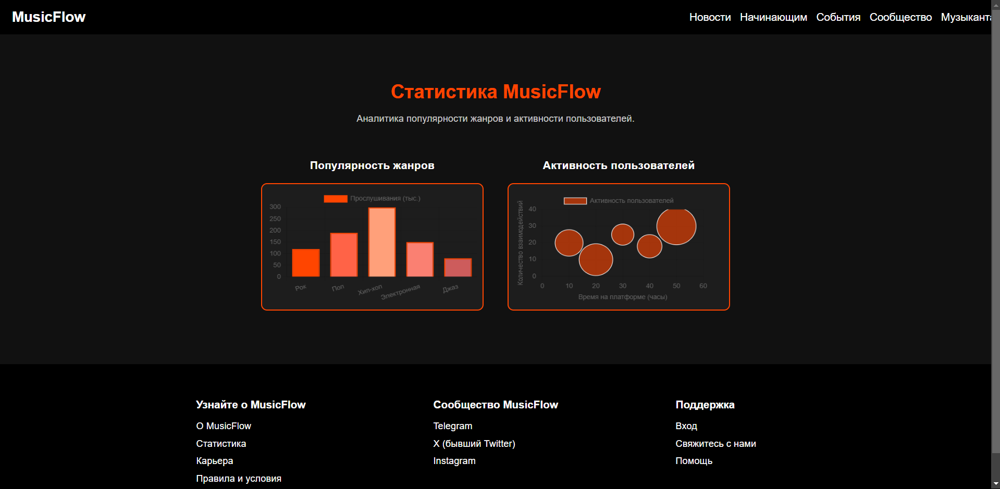 MusicFlow
Новости Начинающим События Сообщество Музыканта
Статистика MusicFlow
Аналитика популярности жанров и активности пользователей.
Популярность жанров
Прослушивания (тыс.)
300
250
200
150
100
50
0
Рок Поп Хип-хоп Электронная Джаз
Активность пользователей
Активность пользователей
Количество взаимодействий
40
30
20
10
0
0 10 20 30 40 50 60
Время на платформе (часы)
Узнайте о MusicFlow
О MusicFlow
Статистика
Карьера
Правила и условия
Сообщество MusicFlow
Telegram
X (бывший Twitter)
Instagram
Поддержка
Вход
Свяжитесь с нами
Помощь